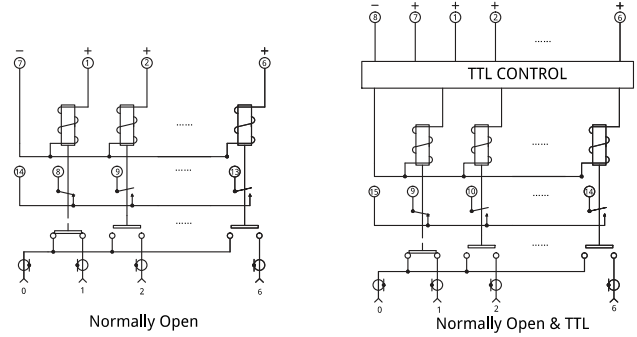 − + + +
7 1 2 6
......
14 8 9 ...... 13
......
0 1 2 6
Normally Open
− + + + +
8 7 1 2 6
......
TTL CONTROL
......
15 9 10 ...... 14
......
0 1 2 6
Normally Open & TTL